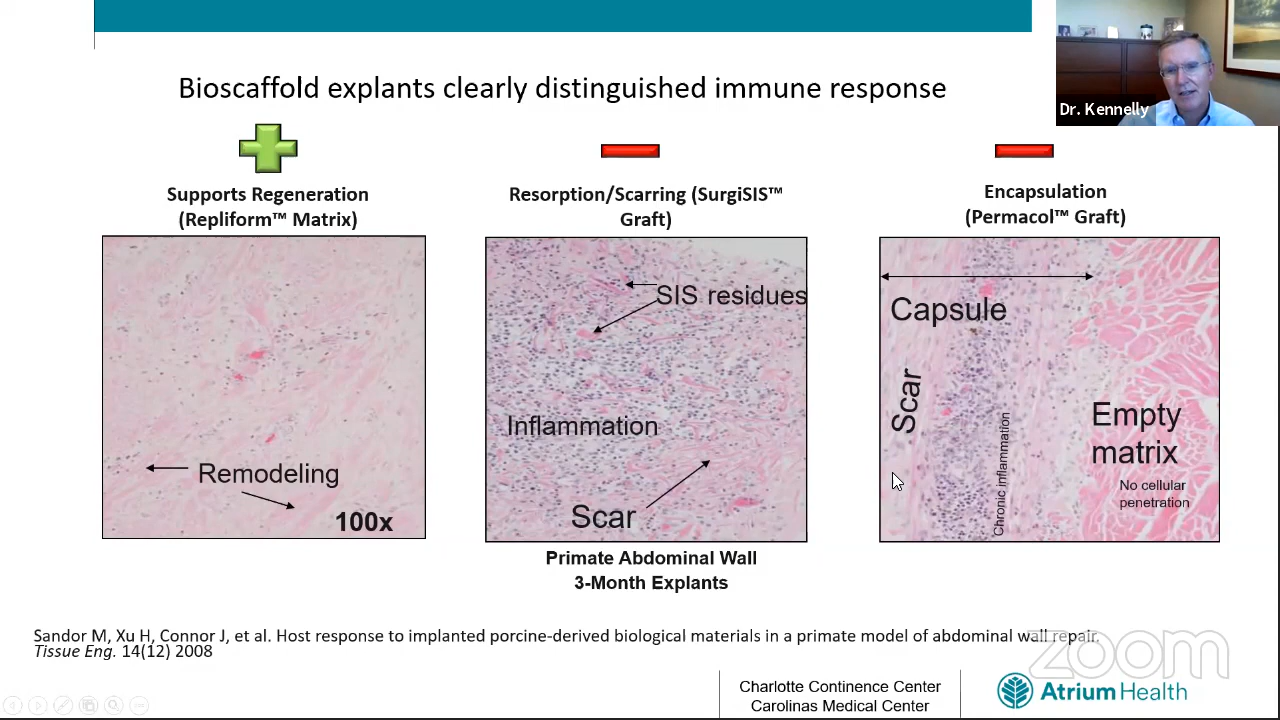 Bioscaffold explants clearly distinguished immune response
Dr. Kennelly
Supports Regeneration
(Repliform™ Matrix)
Resorption/Scarring (SurgiSIS™
Graft)
Encapsulation
(Permacol™ Graft)
Remodeling
100x
SIS residues
Inflammation
Scar
Capsule
Scar
Chronic inflammation
Empty
matrix
No cellular
penetration
Primate Abdominal Wall
3-Month Explants
Sandor M, Xu H, Connor J, et al. Host response to implanted porcine-derived biological materials in a primate model of abdominal wall repair.
Tissue Eng. 14(12) 2008
zoom
Charlotte Continence Center
Carolinas Medical Center
Atrium Health